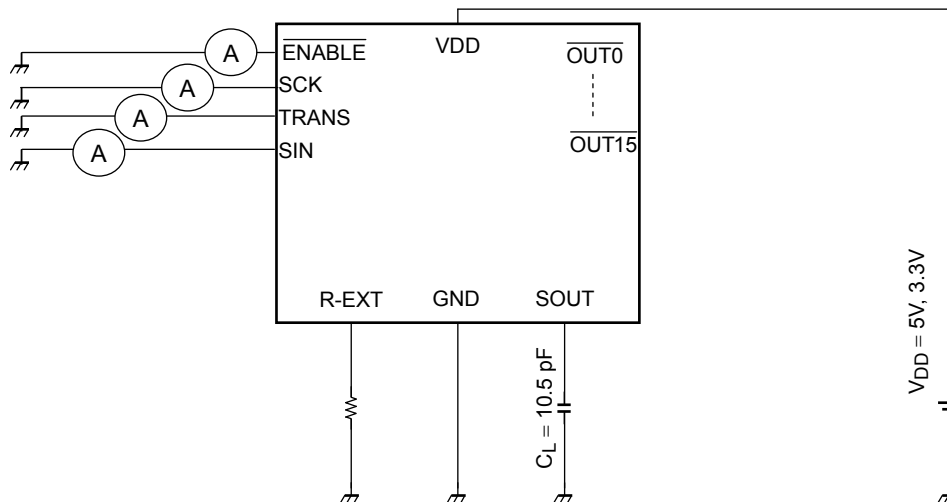 A
ENABLE
VDD
OUT0
A
SCK
A
TRANS
A
SIN
OUT15
R-EXT
GND
SOUT
CL = 10.5 pF
VDD = 5V, 3.3V